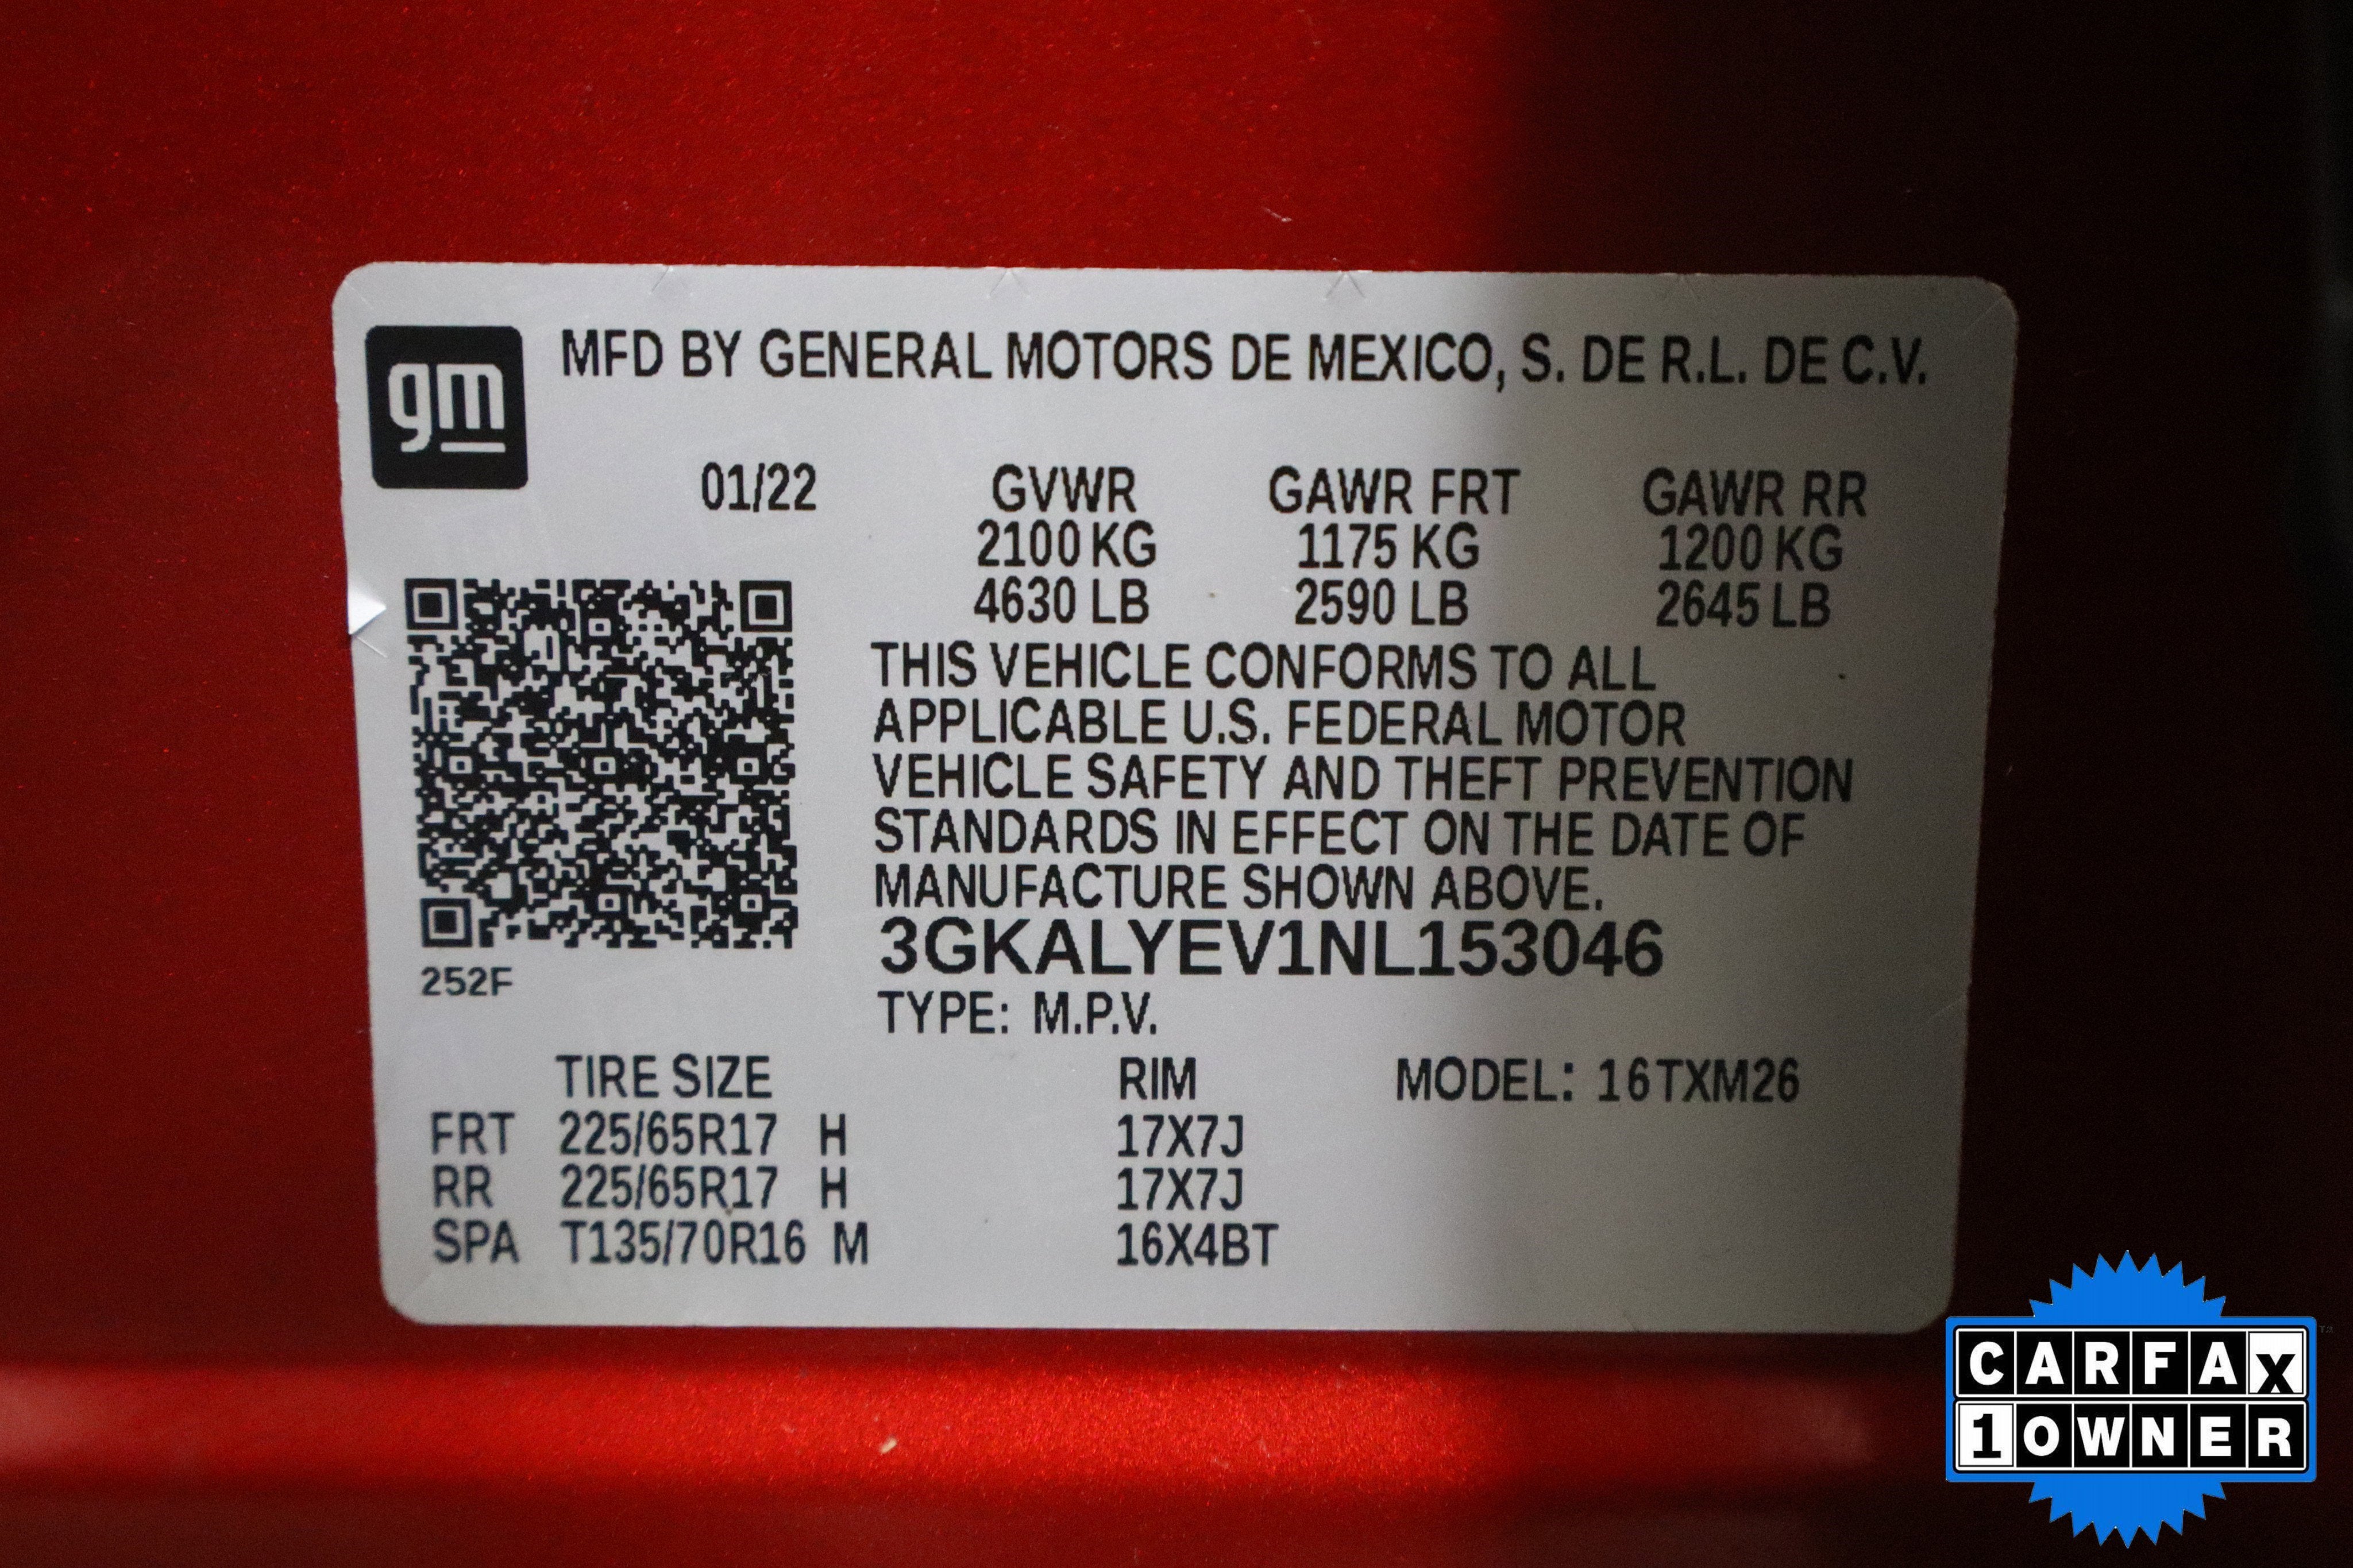 gm
MFD BY GENERAL MOTORS DE MEXICO, S. DE R.L. DE C.V.
01/22 GVWR GAWR FRT GAWR RR
2100 KG 1175 KG 1200 KG
4630 LB 2590 LB 2645 LB
THIS VEHICLE CONFORMS TO ALL
APPLICABLE U.S. FEDERAL MOTOR
VEHICLE SAFETY AND THEFT PREVENTION
STANDARDS IN EFFECT ON THE DATE OF
MANUFACTURE SHOWN ABOVE.
3GKALYEV1NL153046
252F
TYPE: M.P.V.
TIRE SIZE RIM MODEL: 16TXM26
FRT 225/65R17 H 17X7J
RR 225/65R17 H 17X7J
SPA T135/70R16 M 16X4BT
CARFAX
1 OWNER